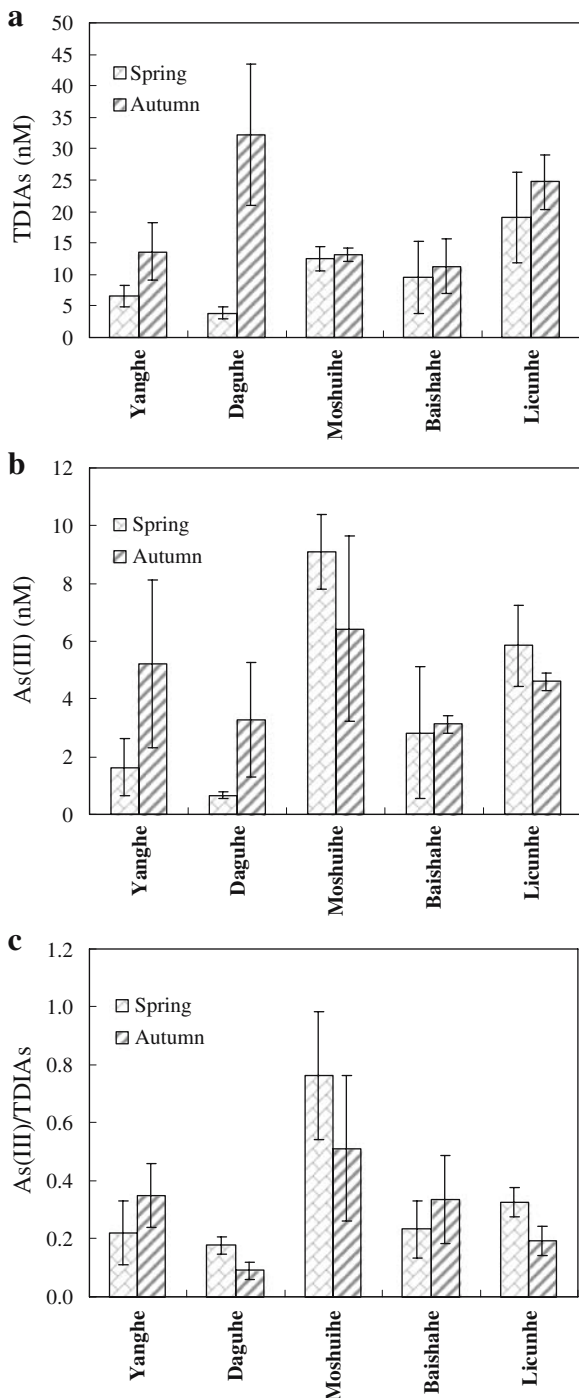 a
TDIAs (nM)
50
45
40
35
30
25
20
15
10
5
0
Spring
Autumn
Yanghe
Daguhe
Moshuihe
Baishahe
Licunhe
b
As(III) (nM)
12
10
8
6
4
2
0
Spring
Autumn
Yanghe
Daguhe
Moshuihe
Baishahe
Licunhe
c
As(III)/TDIAs
1.2
1.0
0.8
0.6
0.4
0.2
0.0
Spring
Autumn
Yanghe
Daguhe
Moshuihe
Baishahe
Licunhe